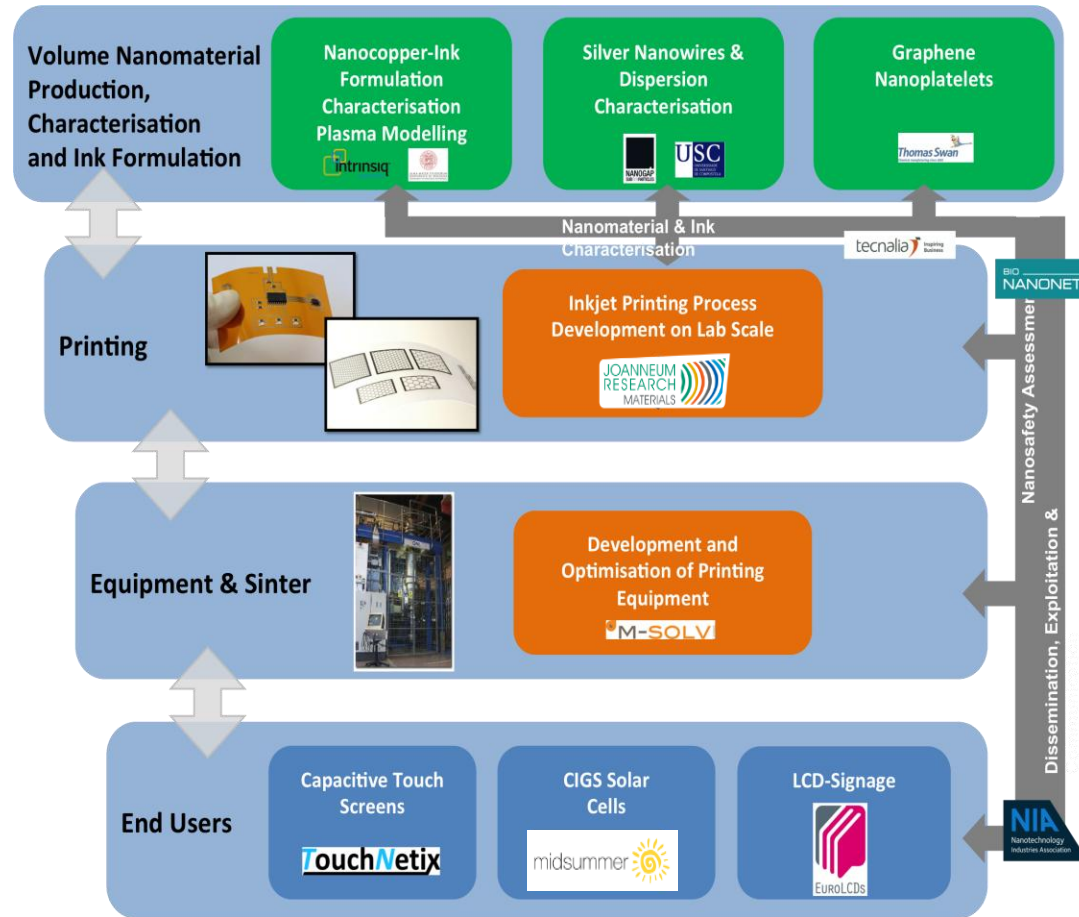 Volume Nanomaterial
Production,
Characterisation
and Ink Formulation
Nanocopper-Ink
Formulation
Characterisation
Plasma Modelling
intrinsiq
Silver Nanowires &
Dispersion
Characterisation
NANOGAP
USC
Graphene
Nanoplatelets
Thomas Swan
Nanomaterial & Ink
Characterisation
tecnalia Inspiring
Business
BIO
NANONET
Printing
Inkjet Printing Process
Development on Lab Scale
JOANNEUM
RESEARCH
MATERIALS
Nanosafety Assessmen
Equipment & Sinter
Development and
Optimisation of Printing
Equipment
M-SOLV
Dissemination, Exploitation &
End Users
Capacitive Touch
Screens
TouchNetix
CIGS Solar
Cells
midsummer
LCD-Signage
EUROLCDS
NIA
Nanotechnology
Industries Association